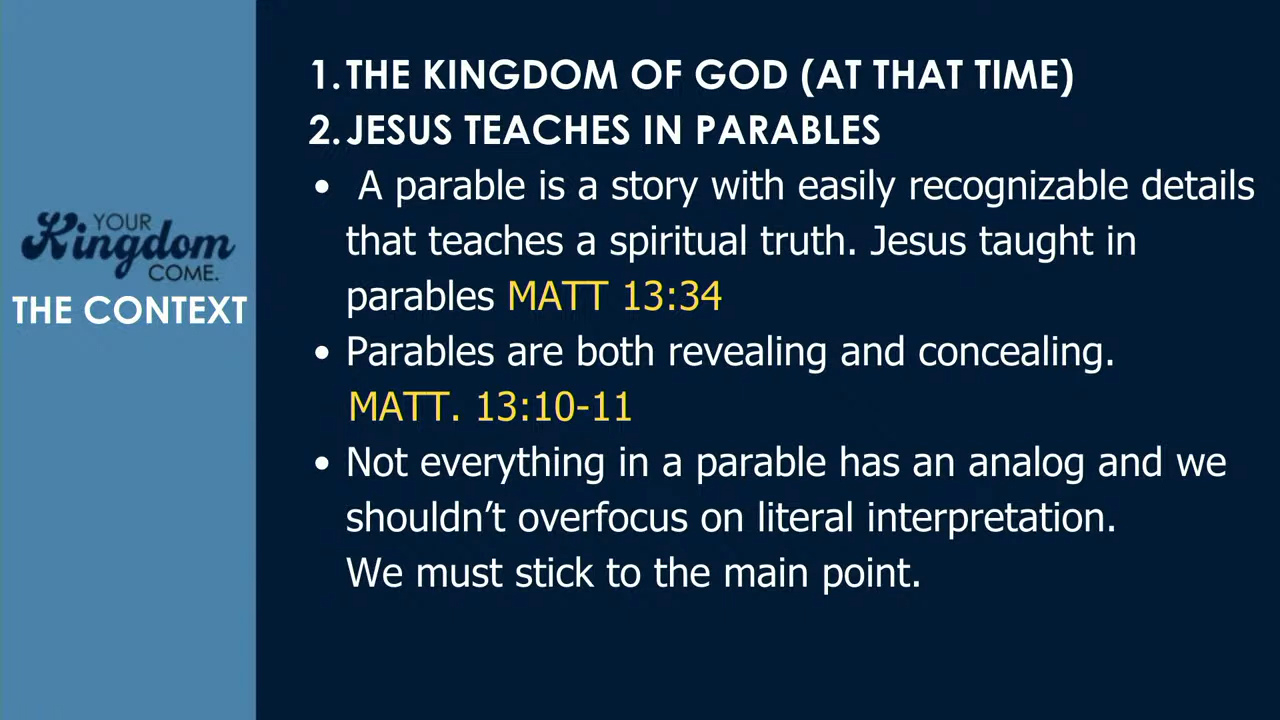 YOUR
Kingdom
COME.
THE CONTEXT
1. THE KINGDOM OF GOD (AT THAT TIME)
2. JESUS TEACHES IN PARABLES
• A parable is a story with easily recognizable details
that teaches a spiritual truth. Jesus taught in
parables MATT 13:34
• Parables are both revealing and concealing.
MATT. 13:10-11
• Not everything in a parable has an analog and we
shouldn’t overfocus on literal interpretation.
We must stick to the main point.